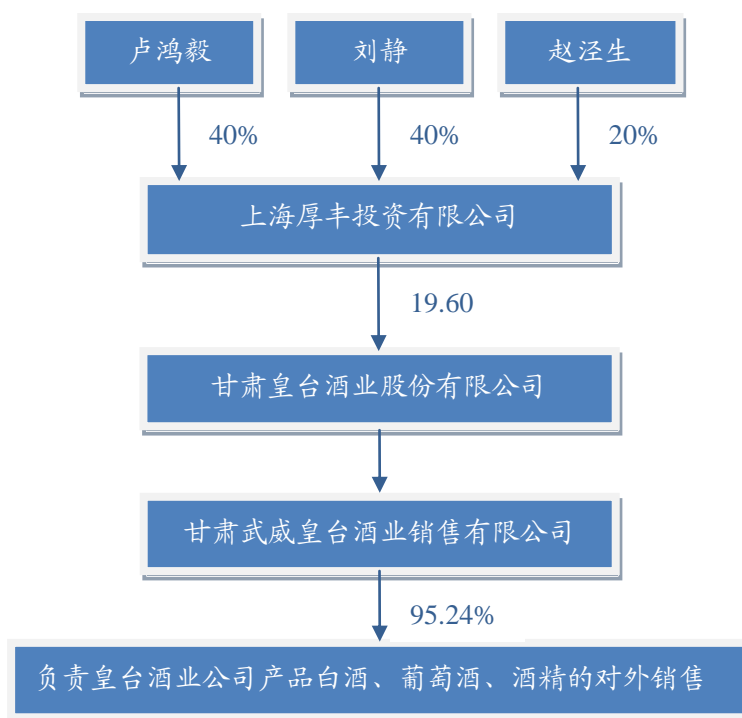 卢鸿毅
刘静
赵泾生
40%
40%
20%
上海厚丰投资有限公司
19.60
甘肃皇台酒业股份有限公司
甘肃武威皇台酒业销售有限公司
95.24%
负责皇台酒业公司产品白酒、葡萄酒、酒精的对外销售